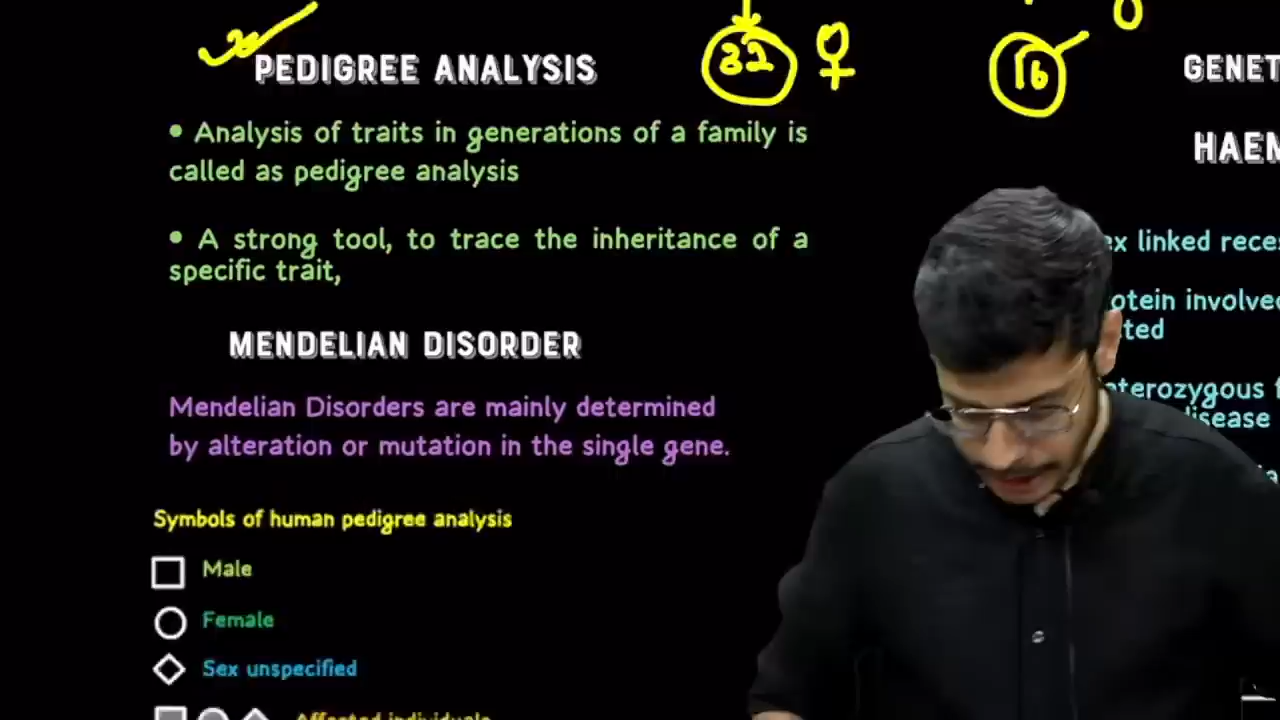 32 ♀
16
PEDIGREE ANALYSIS
• Analysis of traits in generations of a family is
called as pedigree analysis
• A strong tool, to trace the inheritance of a
specific trait,
MENDELIAN DISORDER
Mendelian Disorders are mainly determined
by alteration or mutation in the single gene.
Symbols of human pedigree analysis
Male
Female
Sex unspecified
Affected individuals
GENET
HAEM
ex linked rece
otein involve
ted
terozygous f
disease